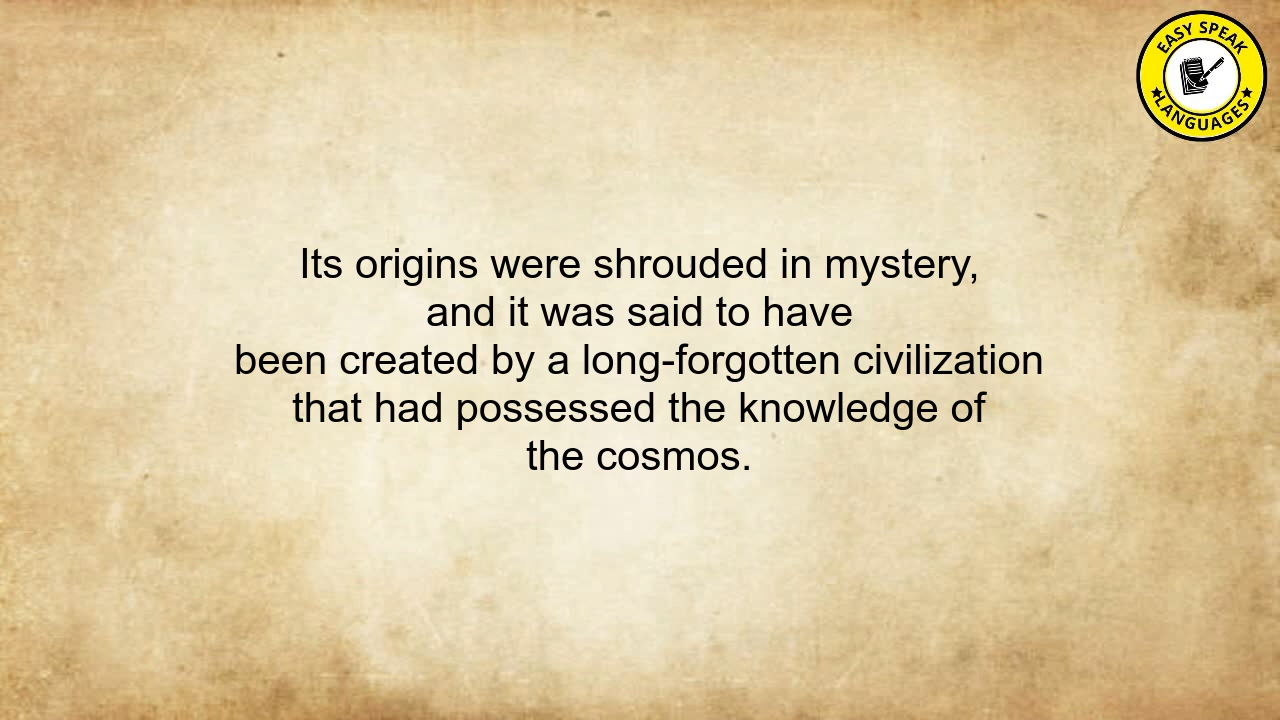 EASY SPEAK
LANGUAGES
Its origins were shrouded in mystery,
and it was said to have
been created by a long-forgotten civilization
that had possessed the knowledge of
the cosmos.